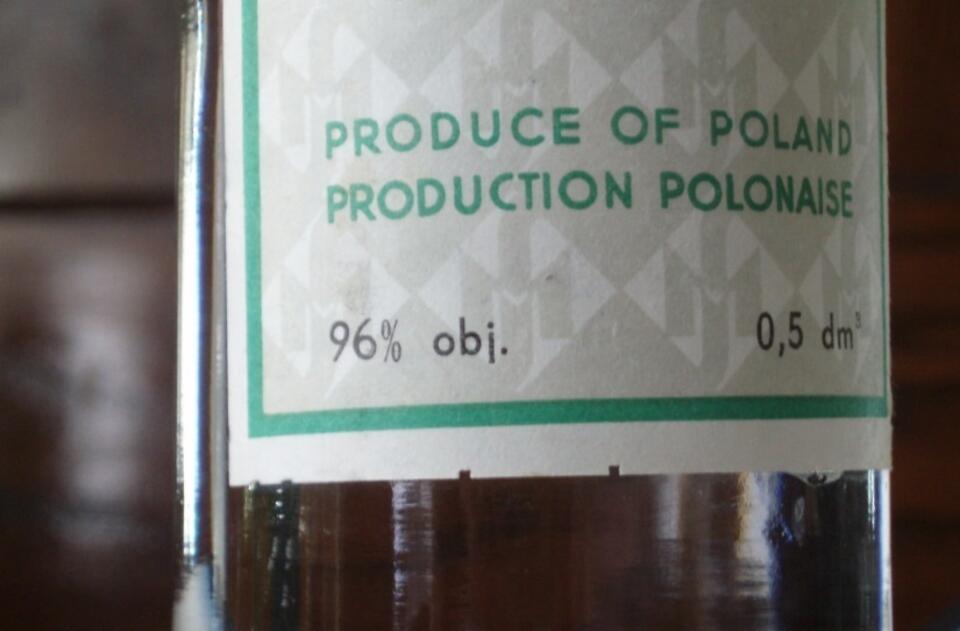 PRODUCE OF POLAND
PRODUCTION POLONAISE
96% obj. 0,5 dm³